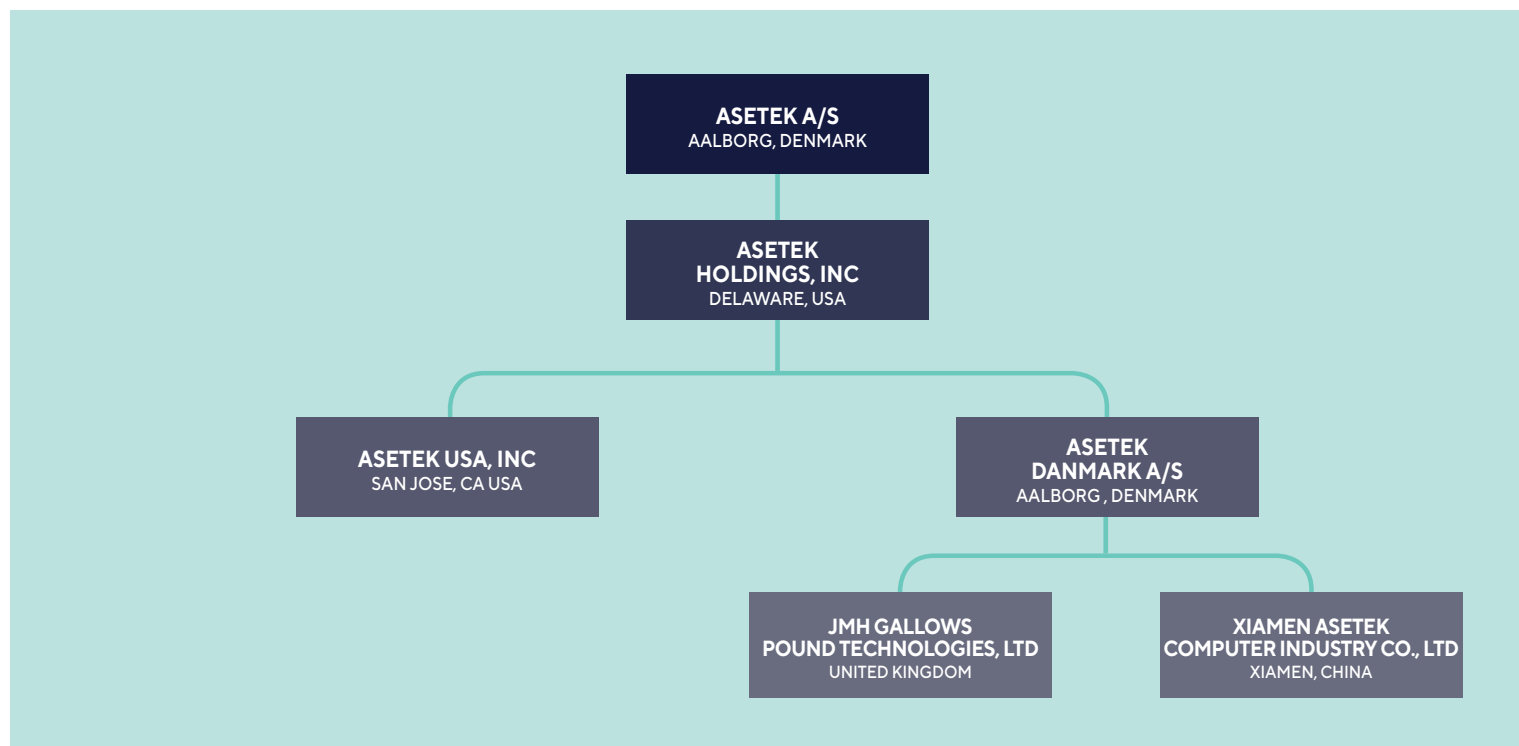 ASETEK A/S
AALBORG, DENMARK
ASETEK
HOLDINGS, INC
DELAWARE, USA
ASETEK USA, INC
SAN JOSE, CA USA
ASETEK
DANMARK A/S
AALBORG , DENMARK
JMH GALLOWS
POUND TECHNOLOGIES, LTD
UNITED KINGDOM
XIAMEN ASETEK
COMPUTER INDUSTRY CO., LTD
XIAMEN, CHINA